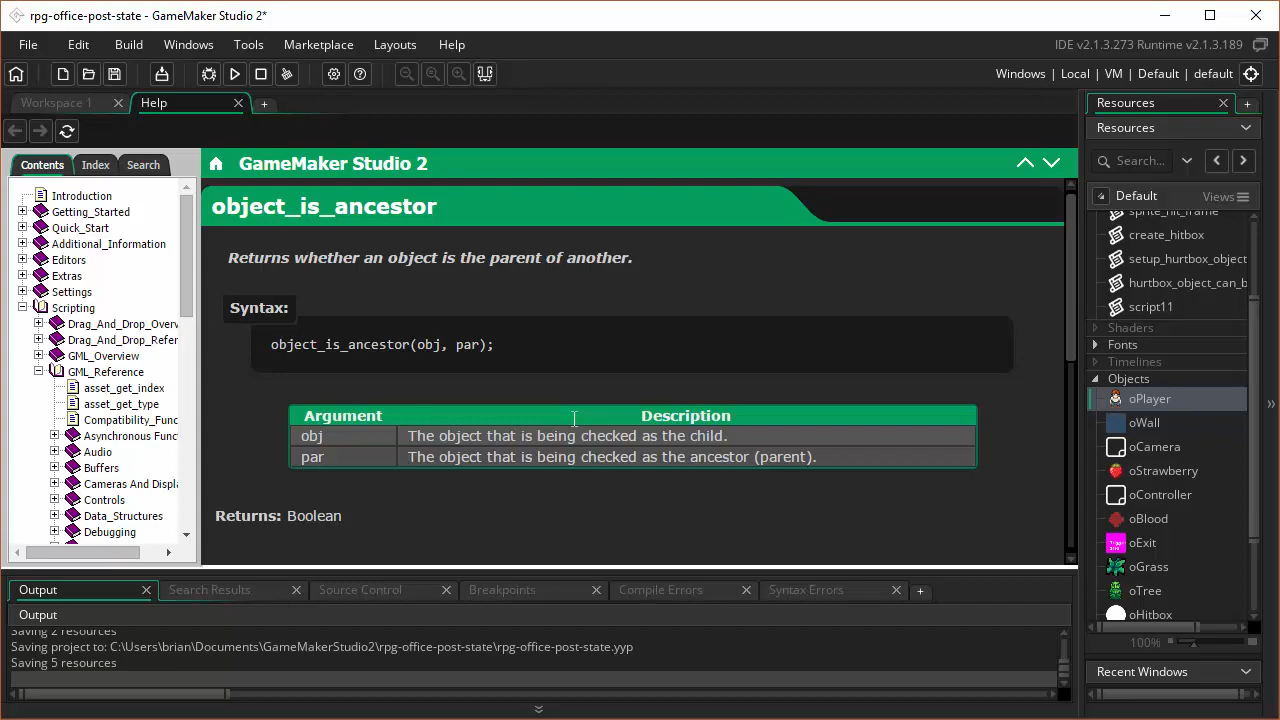 rpg-office-post-state - GameMaker Studio 2*
File Edit Build Windows Tools Marketplace Layouts Help
IDE v2.1.3.273 Runtime v2.1.3.189
Windows | Local | VM | Default | default
Workspace 1
Help
Contents Index Search
Introduction
Getting_Started
Quick_Start
Additional_Information
Editors
Extras
Settings
Scripting
Drag_And_Drop_Overv
Drag_And_Drop_Refer
GML_Overview
GML_Reference
asset_get_index
asset_get_type
Compatibility_Func
Asynchronous Funct
Audio
Buffers
Cameras And Displa
Controls
Data_Structures
Debugging
GameMaker Studio 2
object_is_ancestor
Returns whether an object is the parent of another.
Syntax:
object_is_ancestor(obj, par);
Argument Description
obj The object that is being checked as the child.
par The object that is being checked as the ancestor (parent).
Returns: Boolean
Resources
Resources
Search...
Default Views
sprite_hit_frame
create_hitbox
setup_hurtbox_object
hurtbox_object_can_b
script11
Shaders
Fonts
Timelines
Objects
oPlayer
oWall
oCamera
oStrawberry
oController
oBlood
oExit
oGrass
oTree
oHitbox
100%
Recent Windows
Output Search Results Source Control Breakpoints Compile Errors Syntax Errors
Output
Saving 2 resources
Saving project to: C:\Users\brian\Documents\GameMakerStudio2\rpg-office-post-state\rpg-office-post-state.yyp
Saving 5 resources